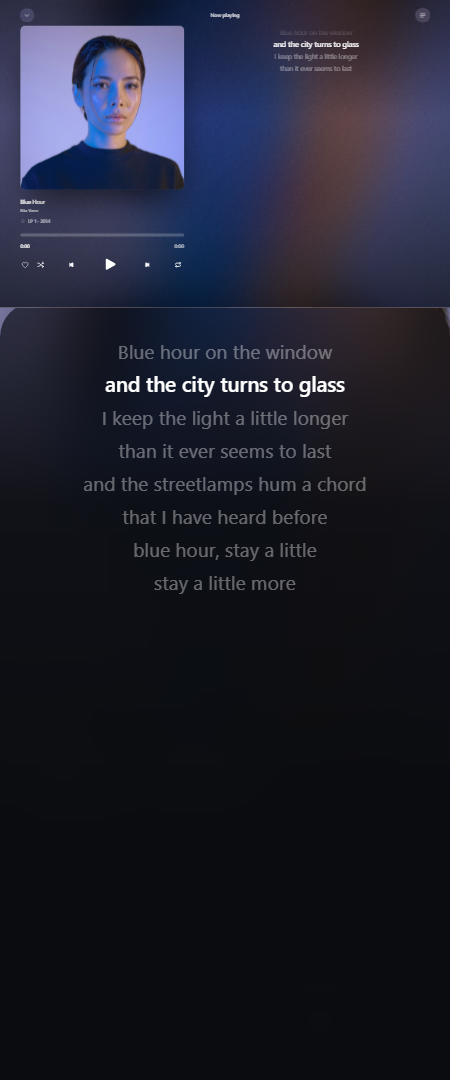 Now playing
Blue hour on the window
and the city turns to glass
I keep the light a little longer
than it ever seems to last
Blue Hour
LP 1 · 2024
0:00
0:00
Blue hour on the window
and the city turns to glass
I keep the light a little longer
than it ever seems to last
and the streetlamps hum a chord
that I have heard before
blue hour, stay a little
stay a little more